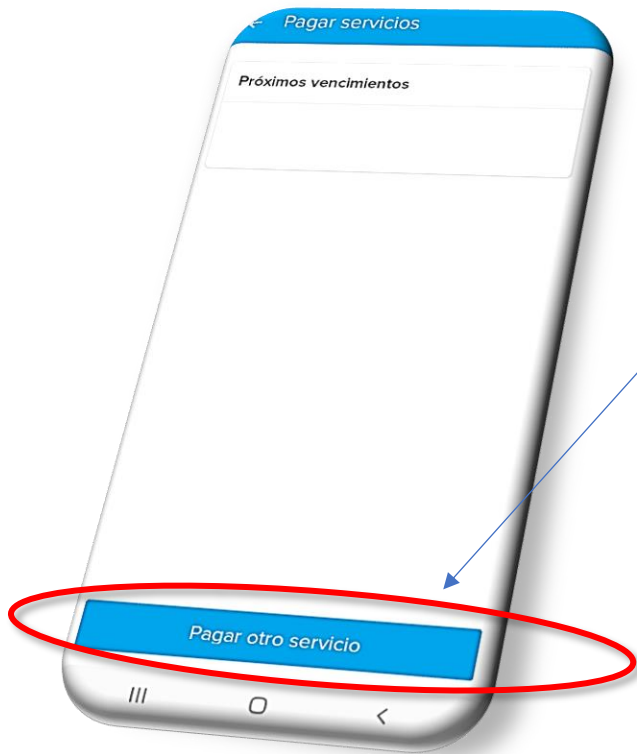 Pagar servicios
Próximos vencimientos
Pagar otro servicio